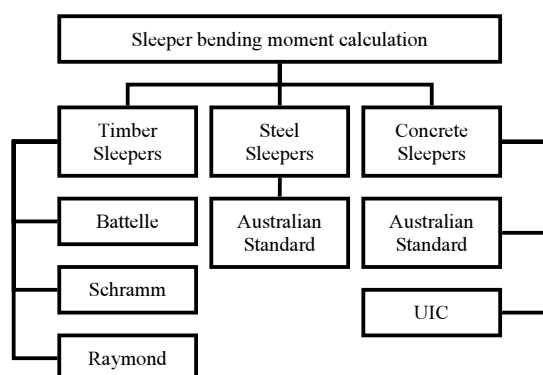 Sleeper bending moment calculation
Timber
Sleepers
Steel
Sleepers
Concrete
Sleepers
Battelle
Australian
Standard
Australian
Standard
Schramm
UIC
Raymond